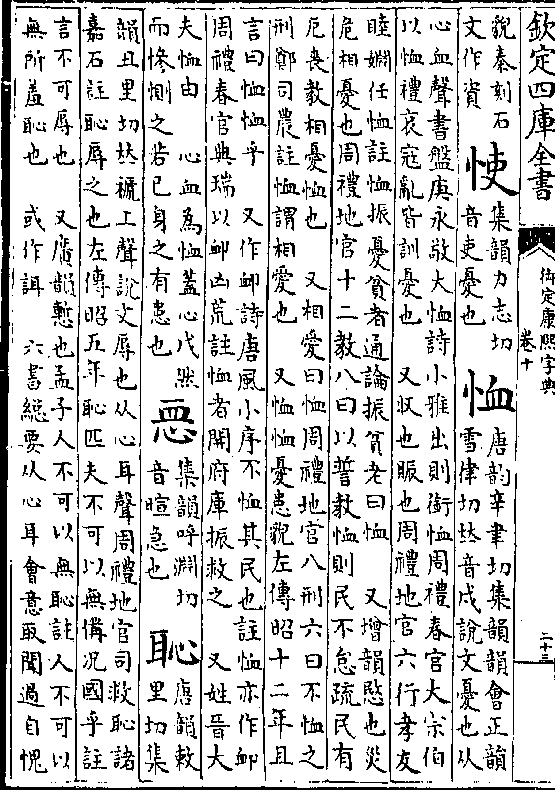 欽定四庫全書
御定康熙字典
卷十
二十三
貌秦刻石
文作資
㤦
集韻力志切
音吏憂也
恤
唐韵辛聿切集韻韻會正韻
雪律切𠀤音戌說文憂也从
心血聲書盤庚永敬大恤詩小雅出則銜恤周禮春官大宗伯
以恤禮哀寇亂皆訓憂也 又收也賑也周禮地官六行孝友
睦婣任恤註恤振憂貧者通論振貧老曰恤 又增韻愍也災
危相憂也周禮地官十二教八曰以誓教恤則民不怠疏民有
厄喪教相憂恤也 又相愛曰恤周禮地官八刑六曰不恤之
刑鄭司農註恤謂相愛也 又恤恤憂患貌左傳昭十二年且
言曰恤恤乎 又作卹詩唐風小序不恤其民也註恤亦作卹
周禮春官典瑞以卹凶荒註恤者開府庫振救之 又姓晉大
夫恤由 心血為恤蓋心戊然
而慘惻之若已身之有患也
集韻呼淵切
音暄急也
恥
唐韻敕
里切集
韻丑里切𠀤褫上聲說文辱也从心耳聲周禮地官司救恥諸
嘉石註恥辱之也左傳昭五年恥匹夫不可以無備况國乎註
言不可辱也 又廣韻慙也孟子人不可以無恥註人不可以
無所羞恥也 或作誀 六書總要从心耳會意取聞過自愧